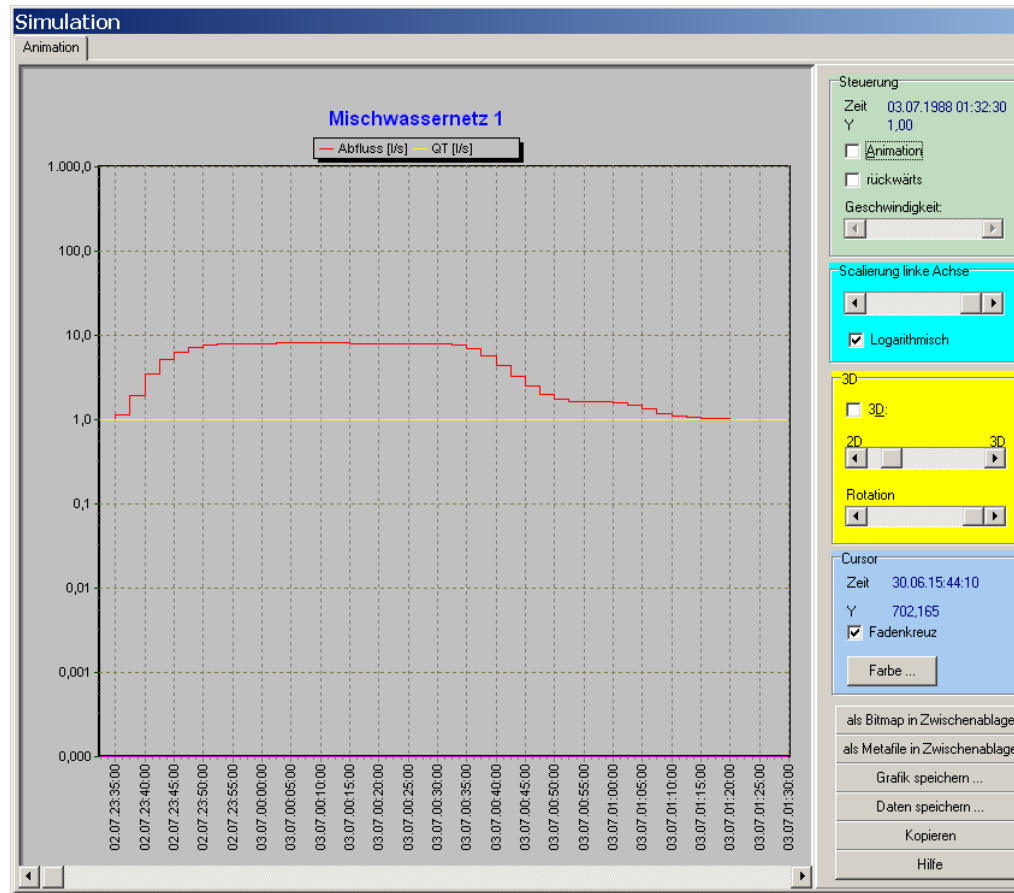 Simulation
Animation
Mischwassernetz 1
Abfluss [l/s] QT [l/s]
1.000,0
100,0
10,0
1,0
0,1
0,01
0,001
0,000
02.07.23:35:00
02.07.23:40:00
02.07.23:45:00
02.07.23:50:00
02.07.23:55:00
03.07.00:00:00
03.07.00:05:00
03.07.00:10:00
03.07.00:15:00
03.07.00:20:00
03.07.00:25:00
03.07.00:30:00
03.07.00:35:00
03.07.00:40:00
03.07.00:45:00
03.07.00:50:00
03.07.00:55:00
03.07.01:00:00
03.07.01:05:00
03.07.01:10:00
03.07.01:15:00
03.07.01:20:00
03.07.01:25:00
03.07.01:30:00
Steuerung
Zeit 03.07.1988 01:32:30
Y 1,00
Animation
rückwärts
Geschwindigkeit:
Scalierung linke Achse
Logarithmisch
3D
3D:
2D 3D
Rotation
Cursor
Zeit 30.06.15:44:10
Y 702,165
Fadenkreuz
Farbe ...
als Bitmap in Zwischenablage
als Metafile in Zwischenablage
Grafik speichern ...
Daten speichern ...
Kopieren
Hilfe